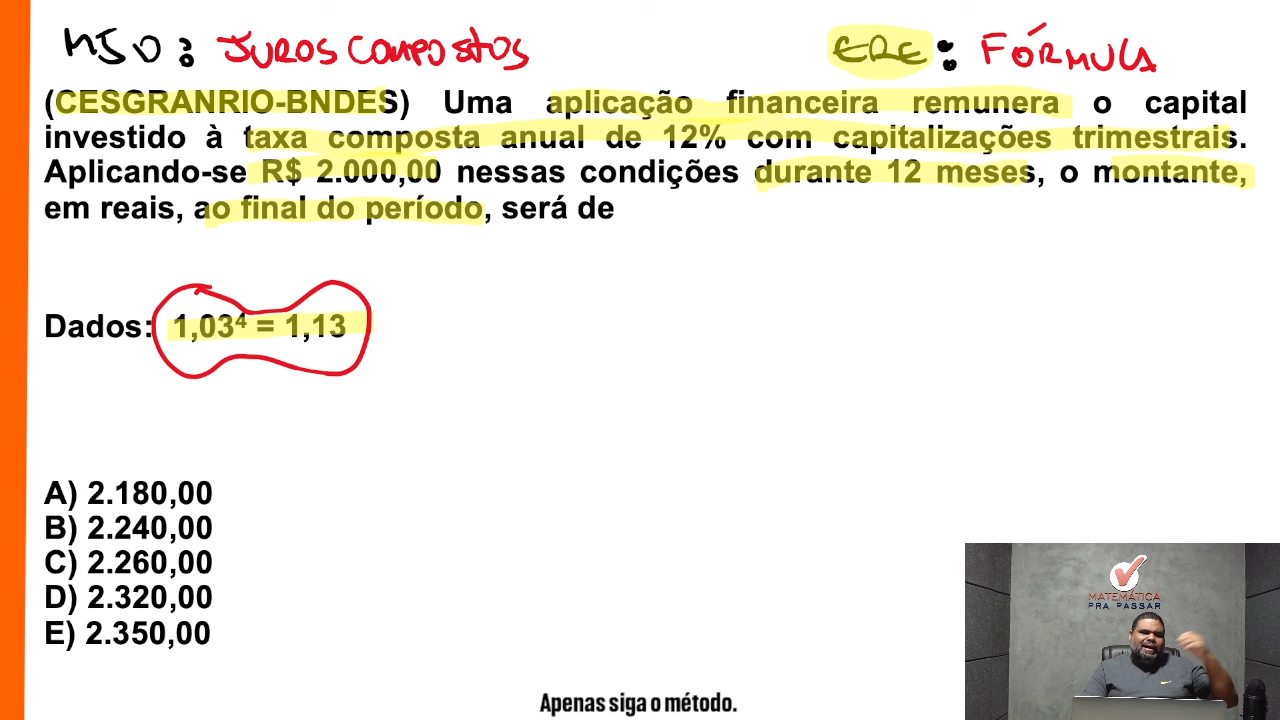 MJD : JUROS COMPOSTOS
ERE : FÓRMULA
(CESGRANRIO-BNDES) Uma aplicação financeira remunera o capital
investido à taxa composta anual de 12% com capitalizações trimestrais.
Aplicando-se R$ 2.000,00 nessas condições durante 12 meses, o montante,
em reais, ao final do período, será de
Dados: 1,03⁴ = 1,13
A) 2.180,00
B) 2.240,00
C) 2.260,00
D) 2.320,00
E) 2.350,00
MATEMÁTICA
PRA PASSAR
Apenas siga o método.